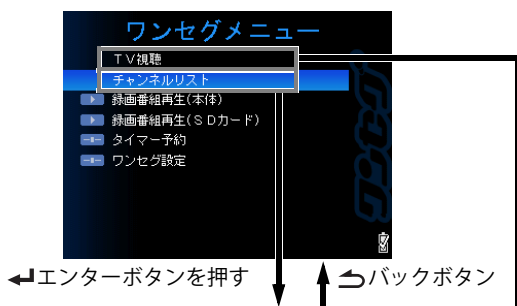 ワンセグメニュー
TV視聴
チャンネルリスト
録画番組再生(本体)
録画番組再生(SDカード)
タイマー予約
ワンセグ設定
エンターボタンを押す
バックボタン